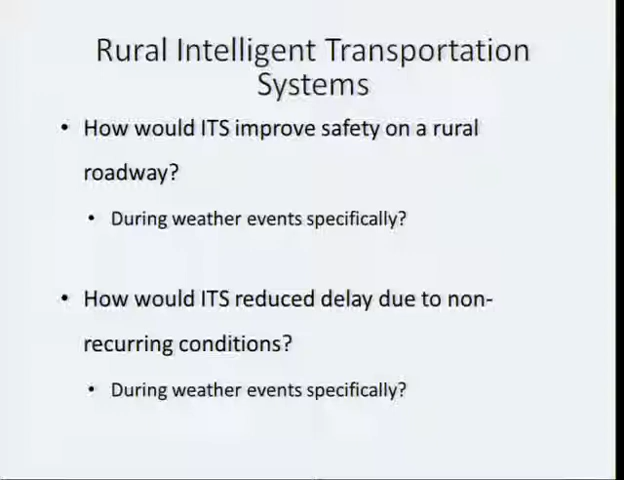 Rural Intelligent Transportation
Systems
• How would ITS improve safety on a rural
roadway?
• During weather events specifically?
• How would ITS reduced delay due to non-
recurring conditions?
• During weather events specifically?